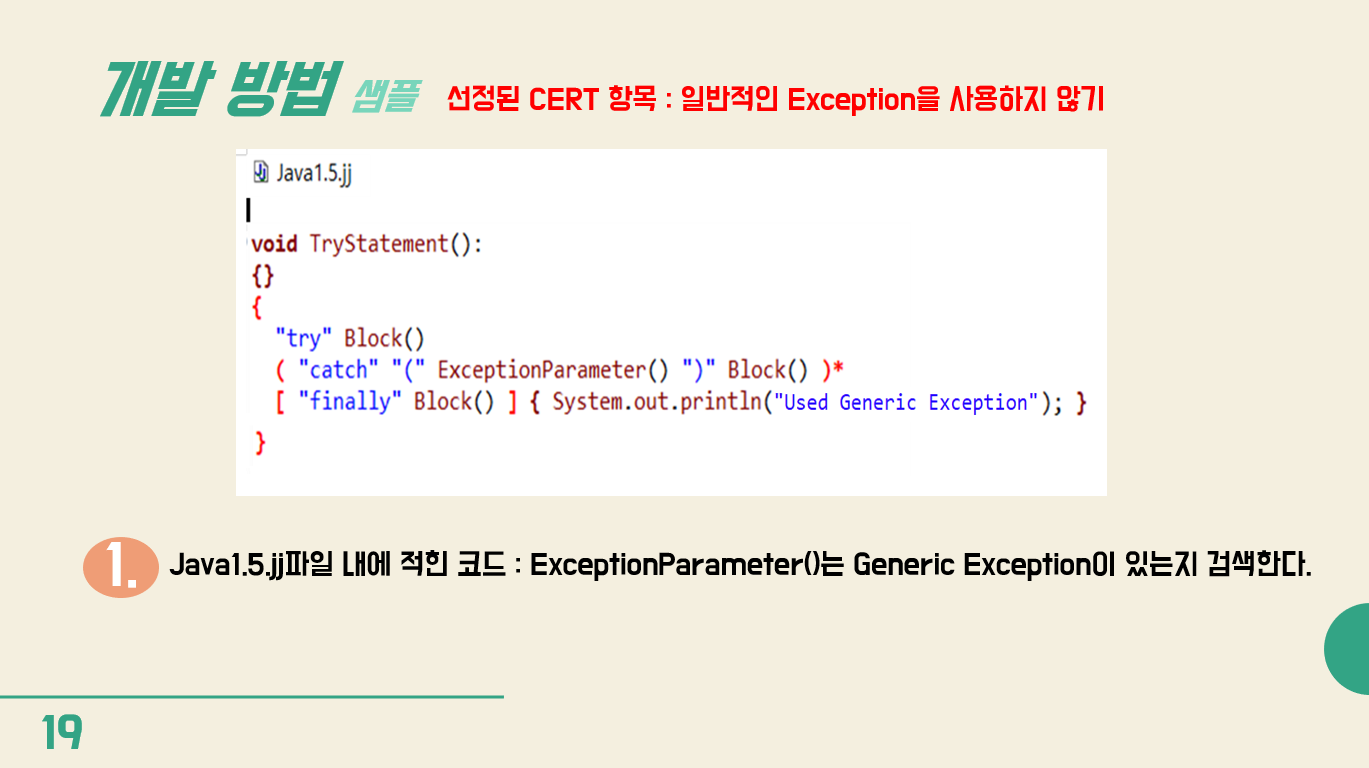 개발 방법 샘플 선정된 CERT 항목 : 일반적인 Exception을 사용하지 않기
Java1.5.jj
void TryStatement():
{}
{
"try" Block()
( "catch" "(" ExceptionParameter() ")" Block() )*
[ "finally" Block() ] { System.out.println("Used Generic Exception"); }
}
1. Java1.5.jj파일 내에 적힌 코드 : ExceptionParameter()는 Generic Exception이 있는지 검색한다.
19